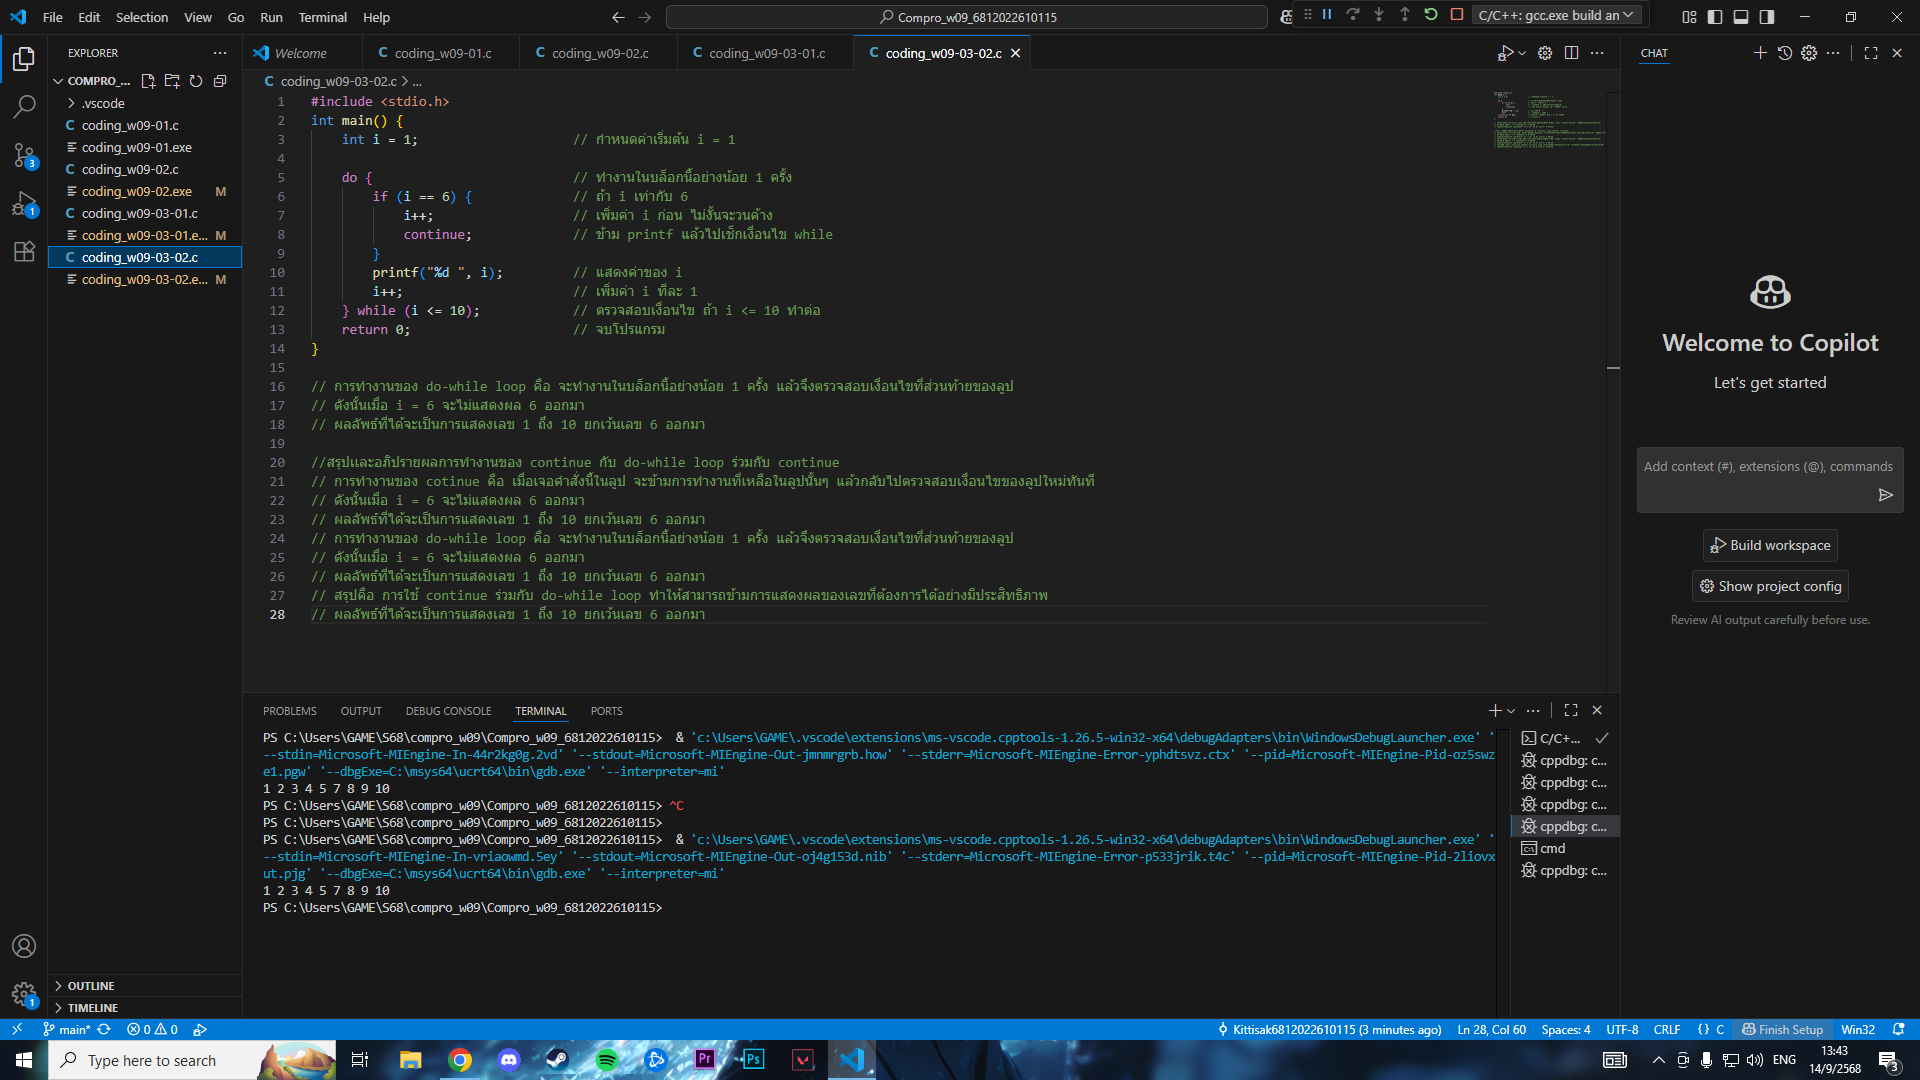 File Edit Selection View Go Run Terminal Help
Compro_w09_6812022610115
C/C++: gcc.exe build an
EXPLORER
COMPRO_...
.vscode
coding_w09-01.c
coding_w09-01.exe
coding_w09-02.c
coding_w09-02.exe M
coding_w09-03-01.c
coding_w09-03-01.e... M
coding_w09-03-02.c
coding_w09-03-02.e... M
OUTLINE
TIMELINE
3
1
1
Welcome
C coding_w09-01.c
C coding_w09-02.c
C coding_w09-03-01.c
C coding_w09-03-02.c
C coding_w09-03-02.c > ...
1 #include <stdio.h>
2 int main() {
3 int i = 1; // กำหนดค่าเริ่มต้น i = 1
4
5 do { // ทำงานในบล็อกนี้อย่างน้อย 1 ครั้ง
6 if (i == 6) { // ถ้า i เท่ากับ 6
7 i++; // เพิ่มค่า i ก่อน ไม่งั้นจะวนค้าง
8 continue; // ข้าม printf แล้วไปเช็กเงื่อนไข while
9 }
10 printf("%d ", i); // แสดงค่าของ i
11 i++; // เพิ่มค่า i ทีละ 1
12 } while (i <= 10); // ตรวจสอบเงื่อนไข ถ้า i <= 10 ทำต่อ
13 return 0; // จบโปรแกรม
14 }
15
16 // การทำงานของ do-while loop คือ จะทำงานในบล็อกนี้อย่างน้อย 1 ครั้ง แล้วจึงตรวจสอบเงื่อนไขที่ส่วนท้ายของลูป
17 // ดังนั้นเมื่อ i = 6 จะไม่แสดงผล 6 ออกมา
18 // ผลลัพธ์ที่ได้จะเป็นการแสดงเลข 1 ถึง 10 ยกเว้นเลข 6 ออกมา
19
20 //สรุปและอภิปรายผลการทำงานของ continue กับ do-while loop ร่วมกับ continue
21 // การทำงานของ cotinue คือ เมื่อเจอคำสั่งนี้ในลูป จะข้ามการทำงานที่เหลือในลูปนั้นๆ แล้วกลับไปตรวจสอบเงื่อนไขของลูปใหม่ทันที
22 // ดังนั้นเมื่อ i = 6 จะไม่แสดงผล 6 ออกมา
23 // ผลลัพธ์ที่ได้จะเป็นการแสดงเลข 1 ถึง 10 ยกเว้นเลข 6 ออกมา
24 // การทำงานของ do-while loop คือ จะทำงานในบล็อกนี้อย่างน้อย 1 ครั้ง แล้วจึงตรวจสอบเงื่อนไขที่ส่วนท้ายของลูป
25 // ดังนั้นเมื่อ i = 6 จะไม่แสดงผล 6 ออกมา
26 // ผลลัพธ์ที่ได้จะเป็นการแสดงเลข 1 ถึง 10 ยกเว้นเลข 6 ออกมา
27 // สรุปคือ การใช้ continue ร่วมกับ do-while loop ทำให้สามารถข้ามการแสดงผลของเลขที่ต้องการได้อย่างมีประสิทธิภาพ
28 // ผลลัพธ์ที่ได้จะเป็นการแสดงเลข 1 ถึง 10 ยกเว้นเลข 6 ออกมา
PROBLEMS OUTPUT DEBUG CONSOLE TERMINAL PORTS
PS C:\Users\GAME\S68\compro_w09\Compro_w09_6812022610115> & 'c:\Users\GAME\.vscode\extensions\ms-vscode.cpptools-1.26.5-win32-x64\debugAdapters\bin\WindowsDebugLauncher.exe' '
--stdin=Microsoft-MIEngine-In-44r2kg0g.2vd' '--stdout=Microsoft-MIEngine-Out-jmnmrgrb.how' '--stderr=Microsoft-MIEngine-Error-yphdtsvz.ctx' '--pid=Microsoft-MIEngine-Pid-oz5swz
e1.pgw' '--dbgExe=C:\msys64\ucrt64\bin\gdb.exe' '--interpreter=mi'
1 2 3 4 5 7 8 9 10
PS C:\Users\GAME\S68\compro_w09\Compro_w09_6812022610115> ^C
PS C:\Users\GAME\S68\compro_w09\Compro_w09_6812022610115>
PS C:\Users\GAME\S68\compro_w09\Compro_w09_6812022610115> & 'c:\Users\GAME\.vscode\extensions\ms-vscode.cpptools-1.26.5-win32-x64\debugAdapters\bin\WindowsDebugLauncher.exe' '
--stdin=Microsoft-MIEngine-In-vriaowmd.5ey' '--stdout=Microsoft-MIEngine-Out-oj4g153d.nib' '--stderr=Microsoft-MIEngine-Error-p533jrik.t4c' '--pid=Microsoft-MIEngine-Pid-2liovx
ut.pjg' '--dbgExe=C:\msys64\ucrt64\bin\gdb.exe' '--interpreter=mi'
1 2 3 4 5 7 8 9 10
PS C:\Users\GAME\S68\compro_w09\Compro_w09_6812022610115>
C/C+...
cppdbg: c...
cppdbg: c...
cppdbg: c...
cppdbg: c...
cmd
cppdbg: c...
CHAT
Welcome to Copilot
Let's get started
Add context (#), extensions (@), commands
Build workspace
Show project config
Review AI output carefully before use.
main* 0 0
Kittisak6812022610115 (3 minutes ago) Ln 28, Col 60 Spaces: 4 UTF-8 CRLF {} C Finish Setup Win32
Type here to search
Pr
Ps
ENG
13:43
14/9/2568
3